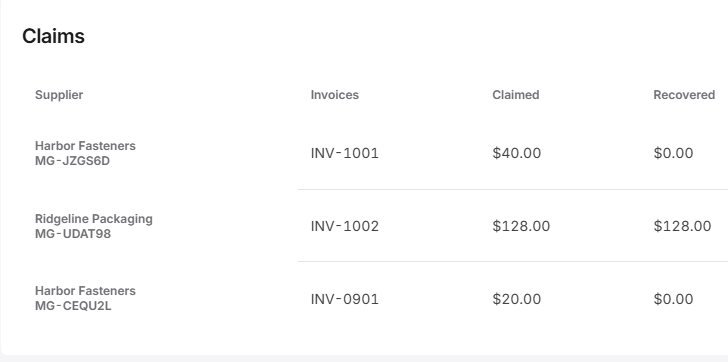 Claims
Supplier Invoices Claimed Recovered
Harbor Fasteners
MG-JZGS6D INV-1001 $40.00 $0.00
Ridgeline Packaging
MG-UDAT98 INV-1002 $128.00 $128.00
Harbor Fasteners
MG-CEQU2L INV-0901 $20.00 $0.00